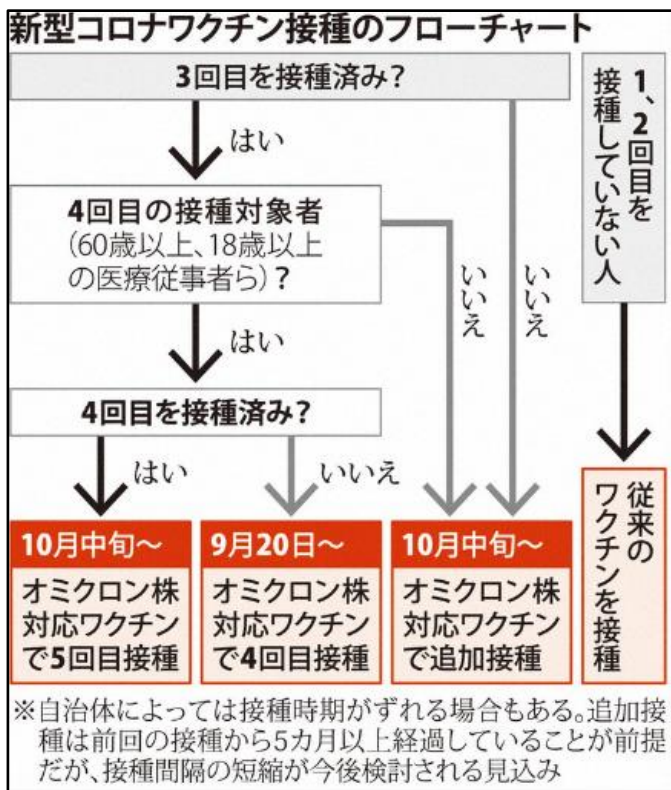 新型コロナワクチン接種のフローチャート
3回目を接種済み?
はい
いいえ
4回目の接種対象者
(60歳以上、18歳以上
の医療従事者ら)?
はい
いいえ
4回目を接種済み?
はい
いいえ
10月中旬〜
オミクロン株
対応ワクチン
で5回目接種
9月20日〜
オミクロン株
対応ワクチン
で4回目接種
10月中旬〜
オミクロン株
対応ワクチン
で追加接種
1、2回目を
接種していない人
従来の
ワクチンを接種
※自治体によっては接種時期がずれる場合もある。追加接
種は前回の接種から5カ月以上経過していることが前提
だが、接種間隔の短縮が今後検討される見込み